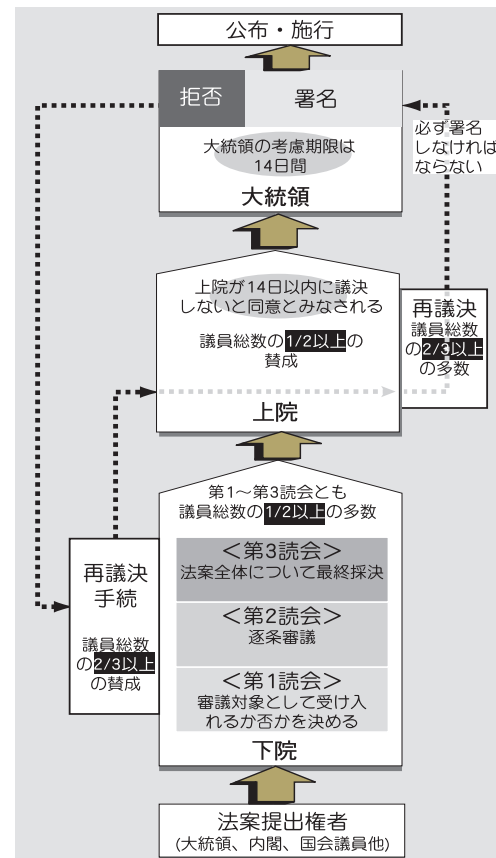 公布・施行
拒否
署名
必ず署名
しなければ
ならない
大統領の考慮期限は
14日間
大統領
上院が14日以内に議決
しないと同意とみなされる
議員総数の1/2以上の
賛成
上院
再議決
議員総数
の2/3以上
の多数
第1〜第3読会とも
議員総数の1/2以上の多数
＜第3読会＞
法案全体について最終採決
＜第2読会＞
逐条審議
＜第1読会＞
審議対象として受け入
れるか否かを決める
下院
再議決
手続
議員総数
の2/3以上
の賛成
法案提出権者
(大統領、内閣、国会議員他)